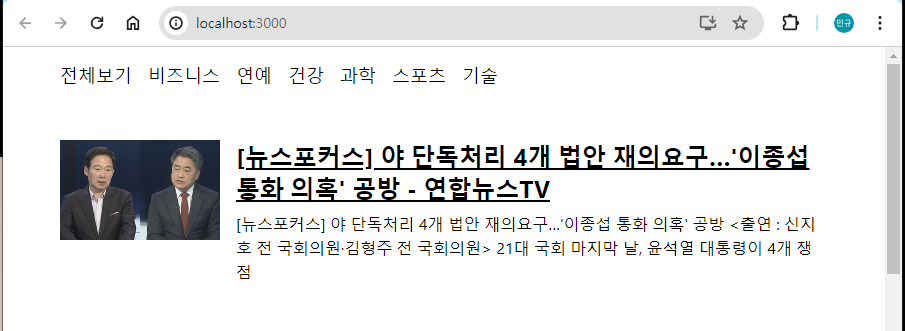 localhost:3000
민규
전체보기 비즈니스 연예 건강 과학 스포츠 기술
[뉴스포커스] 야 단독처리 4개 법안 재의요구…'이종섭
통화 의혹' 공방 - 연합뉴스TV
[뉴스포커스] 야 단독처리 4개 법안 재의요구…'이종섭 통화 의혹' 공방 <출연 : 신지
호 전 국회의원·김형주 전 국회의원> 21대 국회 마지막 날, 윤석열 대통령이 4개 쟁
점